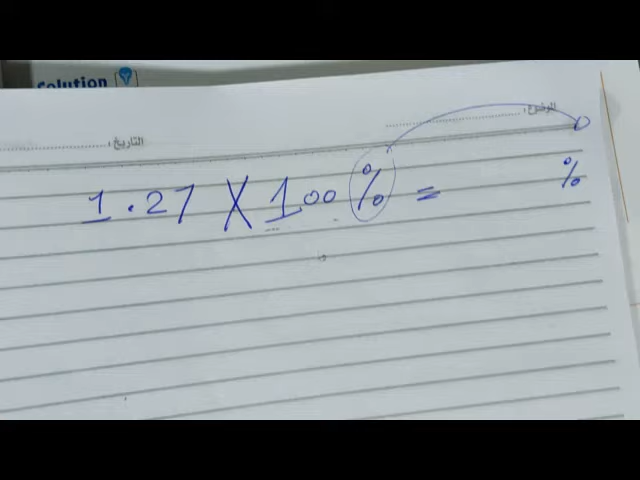 Solution
الموضوع:
التاريخ:
1.27 X 100% = %